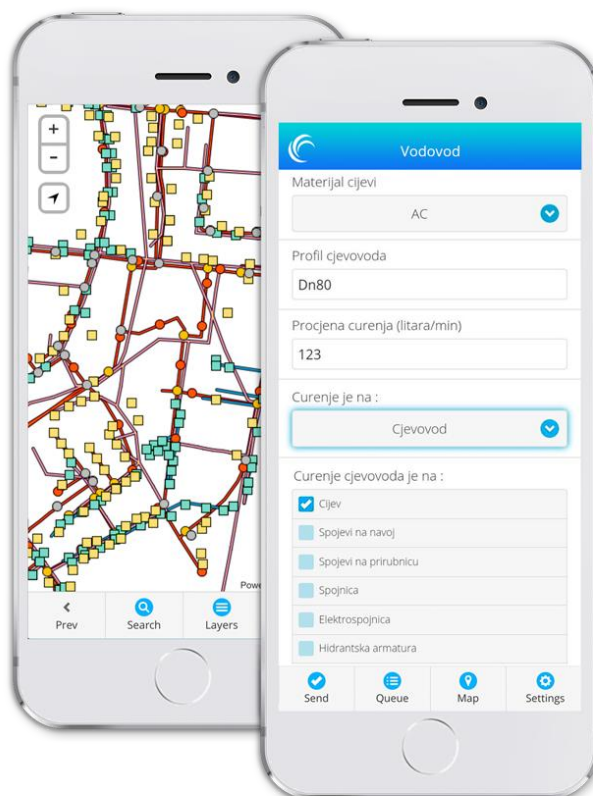 +
−
Powe
Prev
Search
Layers
Vodovod
Materijal cijevi
AC
Profil cjevovoda
Dn80
Procjena curenja (litara/min)
123
Curenje je na :
Cjevovod
Curenje cjevovoda je na :
Cijev
Spojevi na navoj
Spojevi na prirubnicu
Spojnica
Elektrospojnica
Hidrantska armatura
Send
Queue
Map
Settings